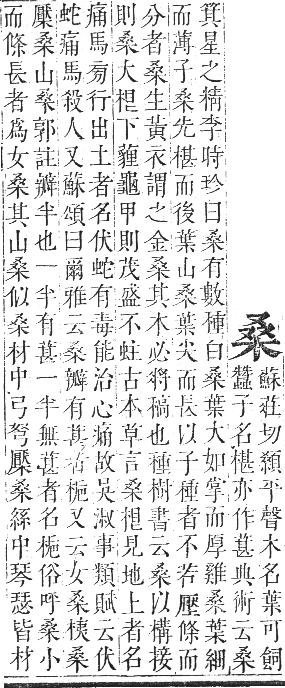 桑
蘇莊切顙平聲木名葉可飼
蠶子名椹亦作葚典術云桑
箕星之精李時珍曰桑有數種白桑葉大如掌而厚雞桑葉細
而薄子桑先椹而後葉山桑葉尖而長以子種者不若壓條而
分者桑生黃衣謂之金桑其木必將稿也種樹書云桑以構接
則桑大根下薶龜甲則茂盛不蛀古本草言桑根見地上者名
痛馬旁行出土者名伏蛇有毒能治心痛故吳淑事類賦云伏
蛇痛馬殺人又蘇頌曰爾雅云桑瓣有葚者梔又云女桑桋桑
檿桑山桑郭註瓣半也一半有葚一半無葚者名梔俗呼桑小
而條長者爲女桑其山桑似桑材中弓弩檿桑絲中琴瑟皆材